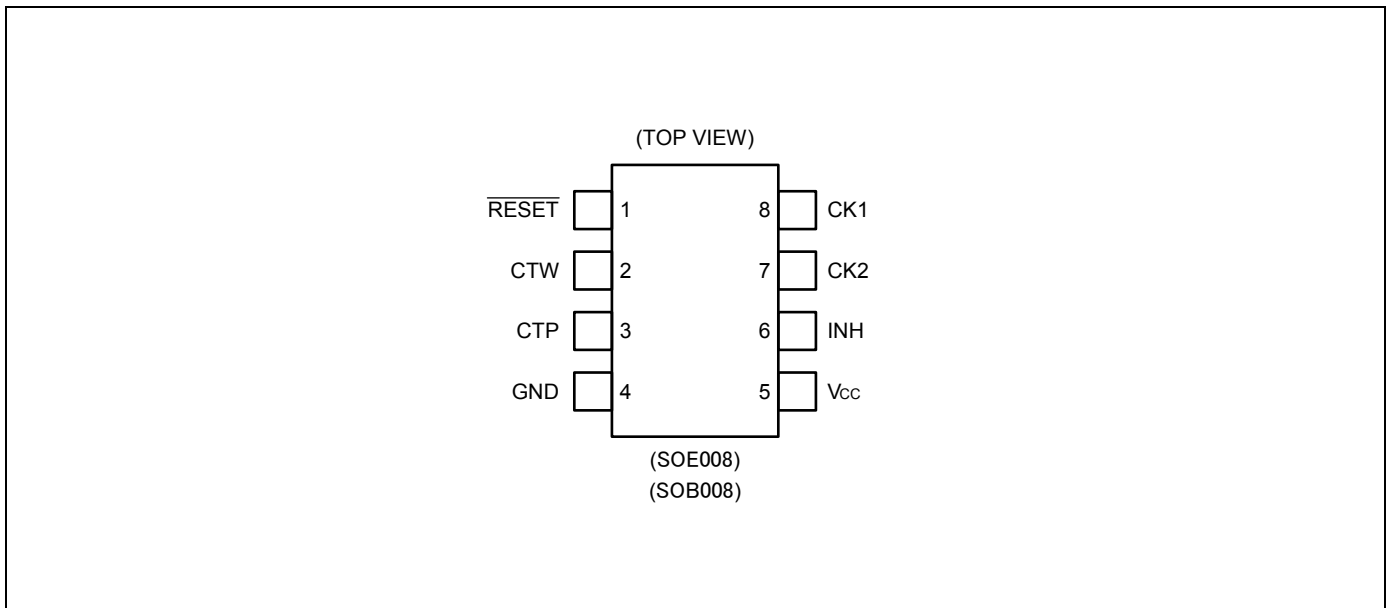 (TOP VIEW)
RESET 1 8 CK1
CTW 2 7 CK2
CTP 3 6 INH
GND 4 5 VCC
(SOE008)
(SOB008)